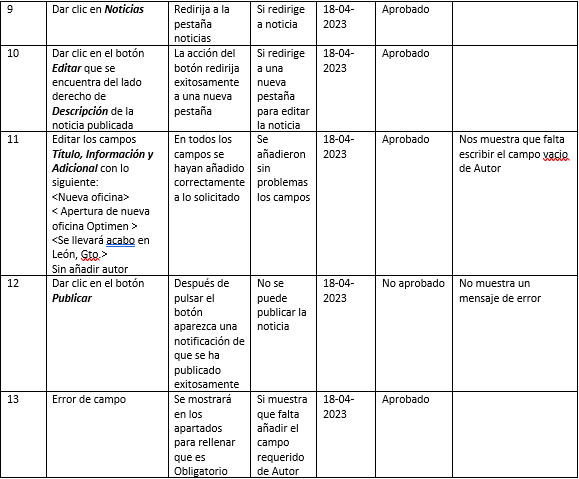 9
Dar clic en Noticias
Redirija a la
pestaña
noticias
Si redirige
a noticia
18-04-
2023
Aprobado
10
Dar clic en el botón
Editar que se
encuentra del lado
derecho de
Descripción de la
noticia publicada
La acción del
botón redirija
exitosamente
a una nueva
pestaña
Si redirige
a una
nueva
pestaña
para editar
la noticia
18-04-
2023
Aprobado
11
Editar los campos
Título, Información y
Adicional con lo
siguiente:
<Nueva oficina>
< Apertura de nueva
oficina Optimen >
<Se llevará acabo en
León, Gto.>
Sin añadir autor
En todos los
campos se
hayan añadido
correctamente
a lo solicitado
Se
añadieron
sin
problemas
los campos
18-04-
2023
Aprobado
Nos muestra que falta
escribir el campo vacio
de Autor
12
Dar clic en el botón
Publicar
Después de
pulsar el
botón
aparezca una
notificación de
que se ha
publicado
exitosamente
No se
puede
publicar la
noticia
18-04-
2023
No aprobado
No muestra un
mensaje de error
13
Error de campo
Se mostrará
en los
apartados
para rellenar
que es
Obligatorio
Si muestra
que falta
añadir el
campo
requerido
de Autor
18-04-
2023
Aprobado